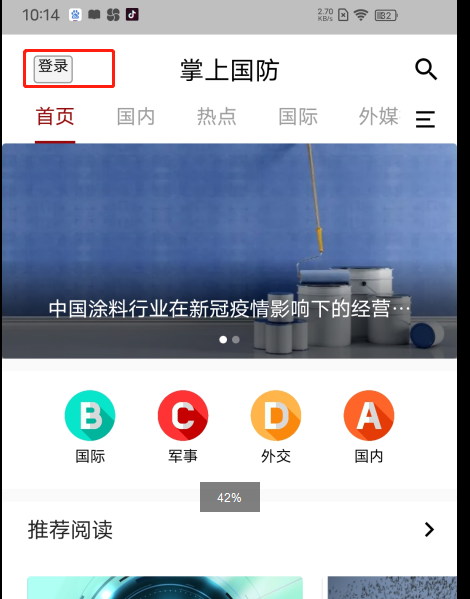 10:14
2.70 KB/s 82
登录
掌上国防
首页 国内 热点 国际 外媒
中国涂料行业在新冠疫情影响下的经营···
B C D A
国际 军事 外交 国内
42%
推荐阅读